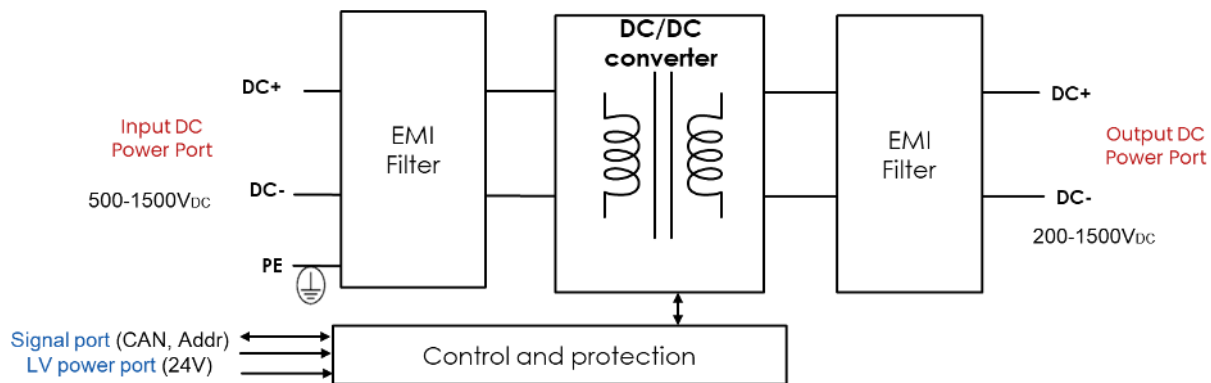 DC/DC
converter
DC+
EMI
Filter
EMI
Filter
DC+
Input DC
Power Port
Output DC
Power Port
DC-
DC-
500-1500VDC
200-1500VDC
PE
Signal port (CAN, Addr)
LV power port (24V)
Control and protection